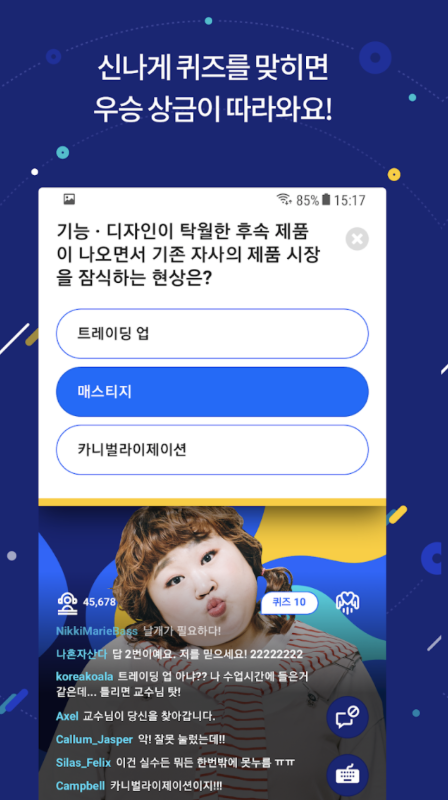 신나게 퀴즈를 맞히면
우승 상금이 따라와요!
85% 15:17
기능 · 디자인이 탁월한 후속 제품
이 나오면서 기존 자사의 제품 시장
을 잠식하는 현상은?
트레이딩 업
매스티지
카니벌라이제이션
45,678
퀴즈 10
NikkiMarieBass 날개가 필요하다!
나혼자산다 답 2번이예요. 저를 믿으세요! 22222222
koreakoala 트레이딩 업 아냐?? 나 수업시간에 들은거
같은데... 틀리면 교수님 탓!
Axel 교수님이 당신을 찾아갑니다.
Callum_Jasper 악! 잘못 눌렀는데!!
Silas_Felix 이건 실수든 뭐든 한번밖에 못누름 ㅠㅠ
Campbell 카니벌라이제이션이지!!!